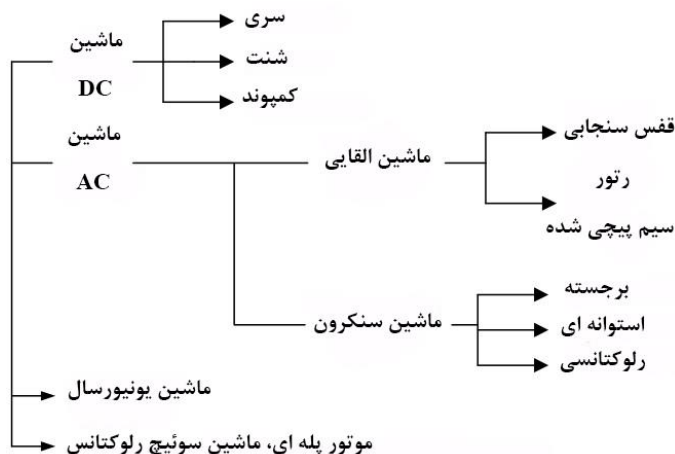 ماشین
DC
سری
شنت
کمپوند
ماشین
AC
ماشین القایی
قفس سنجابی
رتور
سیم پیچی شده
ماشین سنکرون
برجسته
استوانه ای
رلوکتانسی
ماشین یونیورسال
موتور پله ای، ماشین سوئیچ رلوکتانس